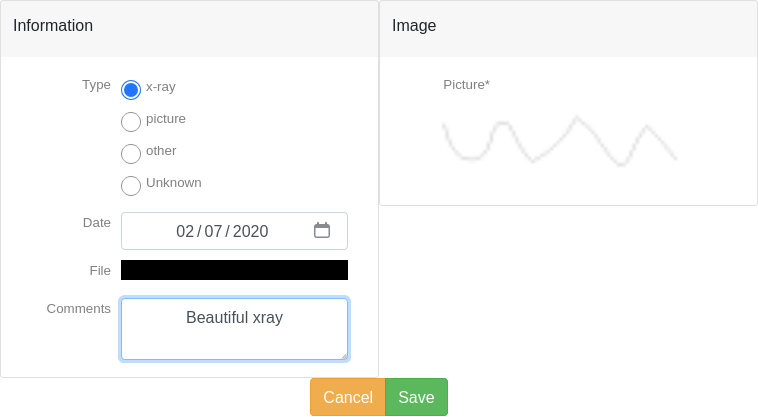 Information
Image
Type
x-ray
picture
other
Unknown
Date
02/07/2020
File
Comments
Beautiful xray
Picture*
Cancel
Save